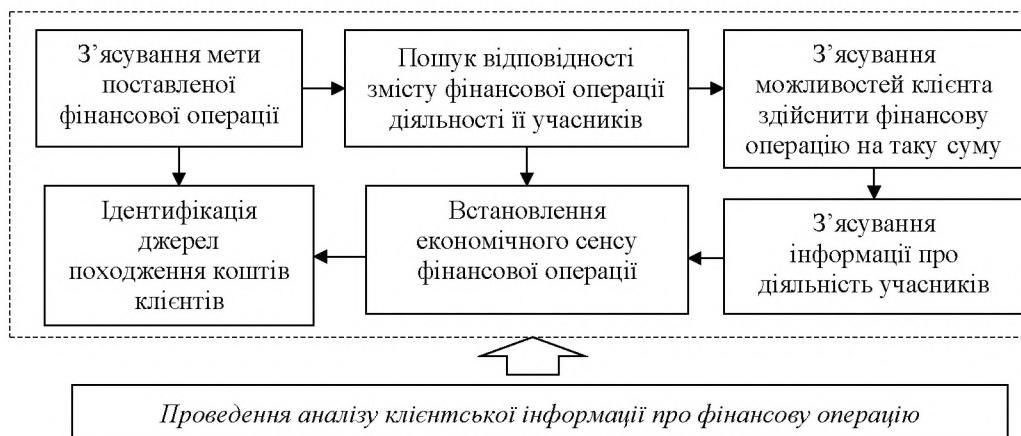 З’ясування мети
поставленої
фінансової операції
Пошук відповідності
змісту фінансової операції
діяльності її учасників
З’ясування
можливостей клієнта
здійснити фінансову
операцію на таку суму
Ідентифікація
джерел
походження коштів
клієнтів
Встановлення
економічного сенсу
фінансової операції
З’ясування
інформації про
діяльність учасників
Проведення аналізу клієнтської інформації про фінансову операцію